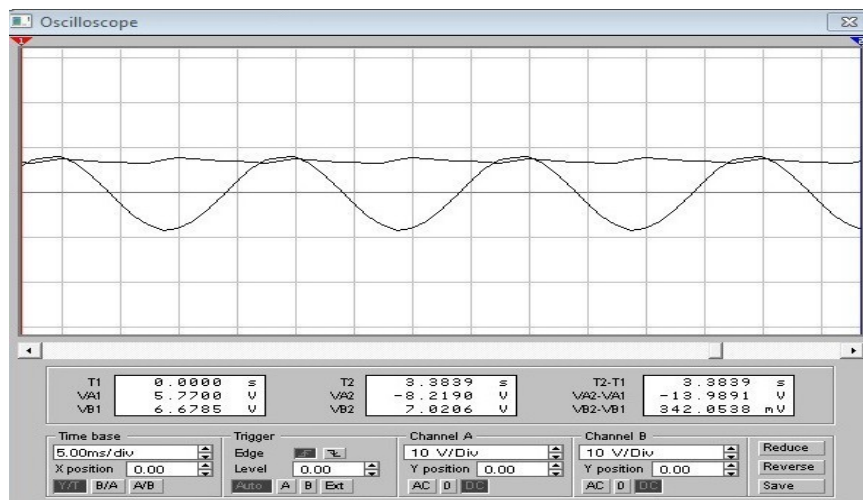 Oscilloscope
1
T1 0.0000 s T2 3.3839 s T2-T1 3.3839 s
VA1 5.7700 V VA2 -8.2190 V VA2-VA1 -13.9891 V
VB1 6.6785 V VB2 7.0206 V VB2-VB1 342.0538 mV
Time base Trigger Channel A Channel B
5.00ms/div Edge 10 V/Div 10 V/Div Reduce
X position 0.00 Level 0.00 Y position 0.00 Y position 0.00 Reverse
Y/T B/A A/B Auto A B Ext AC 0 DC AC 0 DC Save